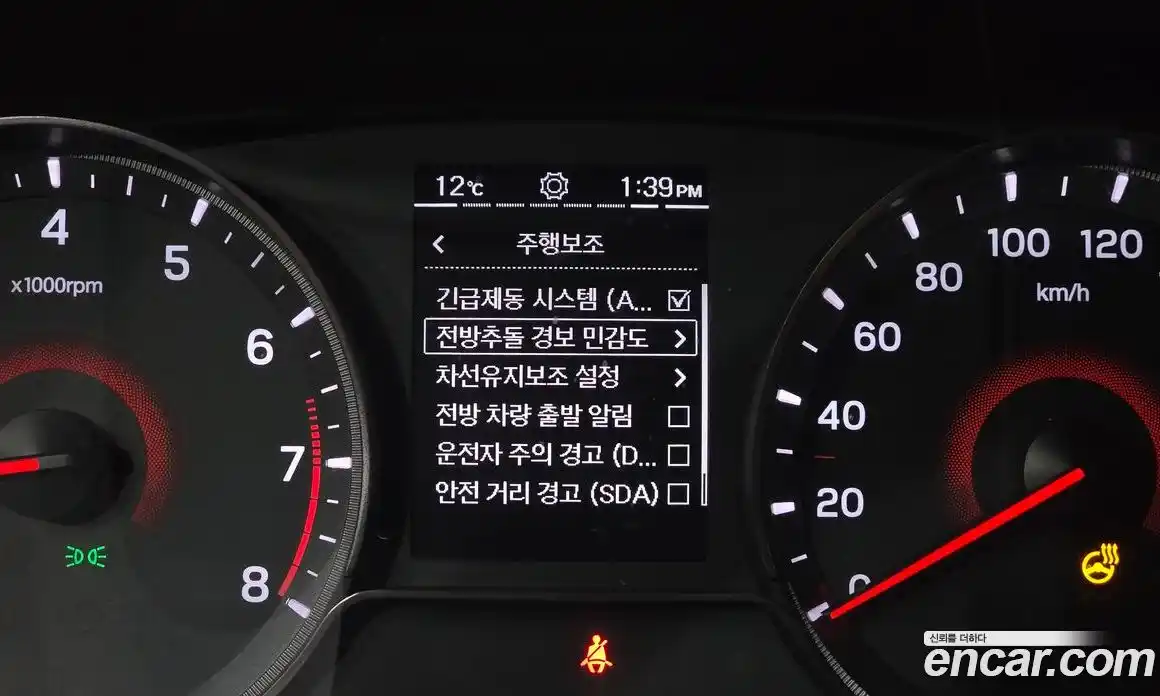 12℃
1:39PM
주행보조
긴급제동 시스템 (A...
전방추돌 경보 민감도
차선유지보조 설정
전방 차량 출발 알림
운전자 주의 경고 (D...
안전 거리 경고 (SDA)
4
5
6
7
8
x1000rpm
0
20
40
60
80
100
120
km/h
신뢰를 더하다
encar.com